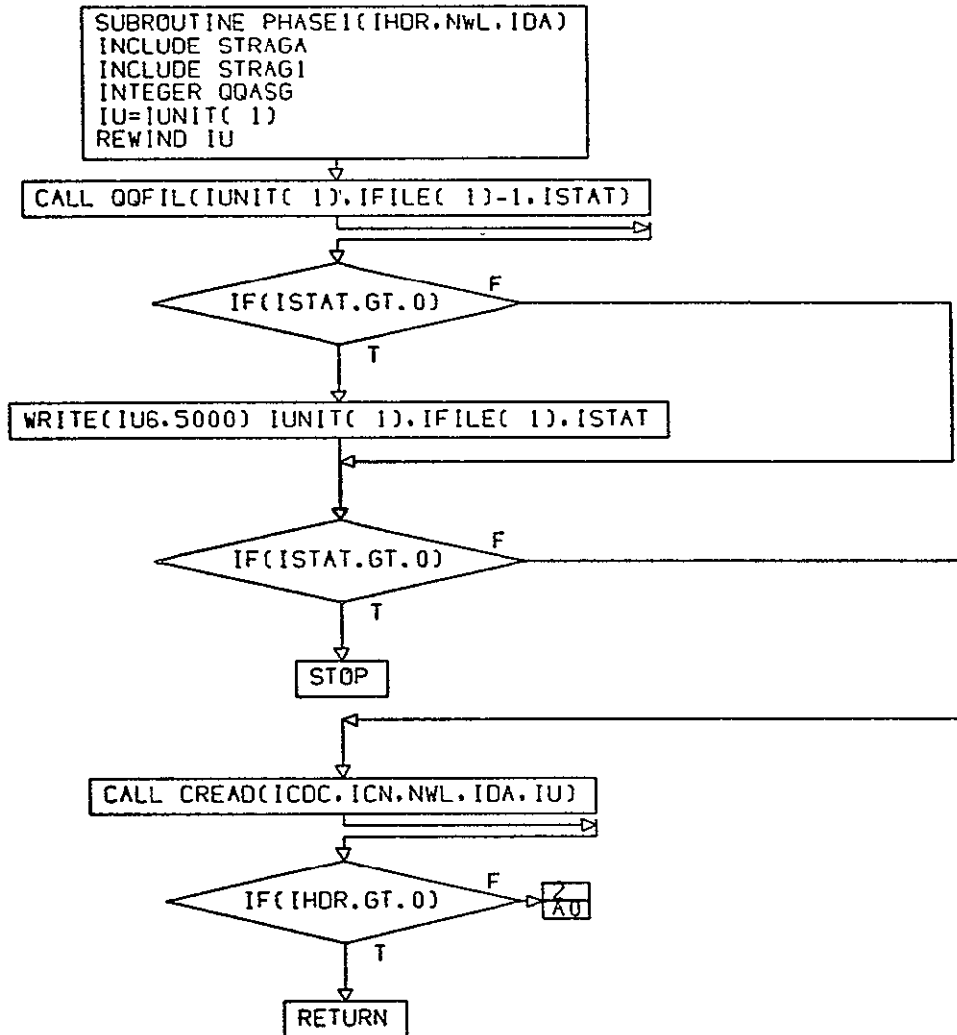 SUBROUTINE PHASE1(IHDR.NWL.IDA)
INCLUDE STRAGA
INCLUDE STRAG1
INTEGER QQASG
IU=IUNIT( 1)
REWIND IU
CALL QQFIL(IUNIT( 1).IFILE( 1)-1.ISTAT)
IF(ISTAT.GT.0)
F
T
WRITE(IU6.5000) IUNIT( 1).IFILE( 1).ISTAT
IF(ISTAT.GT.0)
F
T
STOP
CALL CREAD(ICDC.ICN.NWL.IDA.IU)
IF(IHDR.GT.0)
F
2
A0
T
RETURN